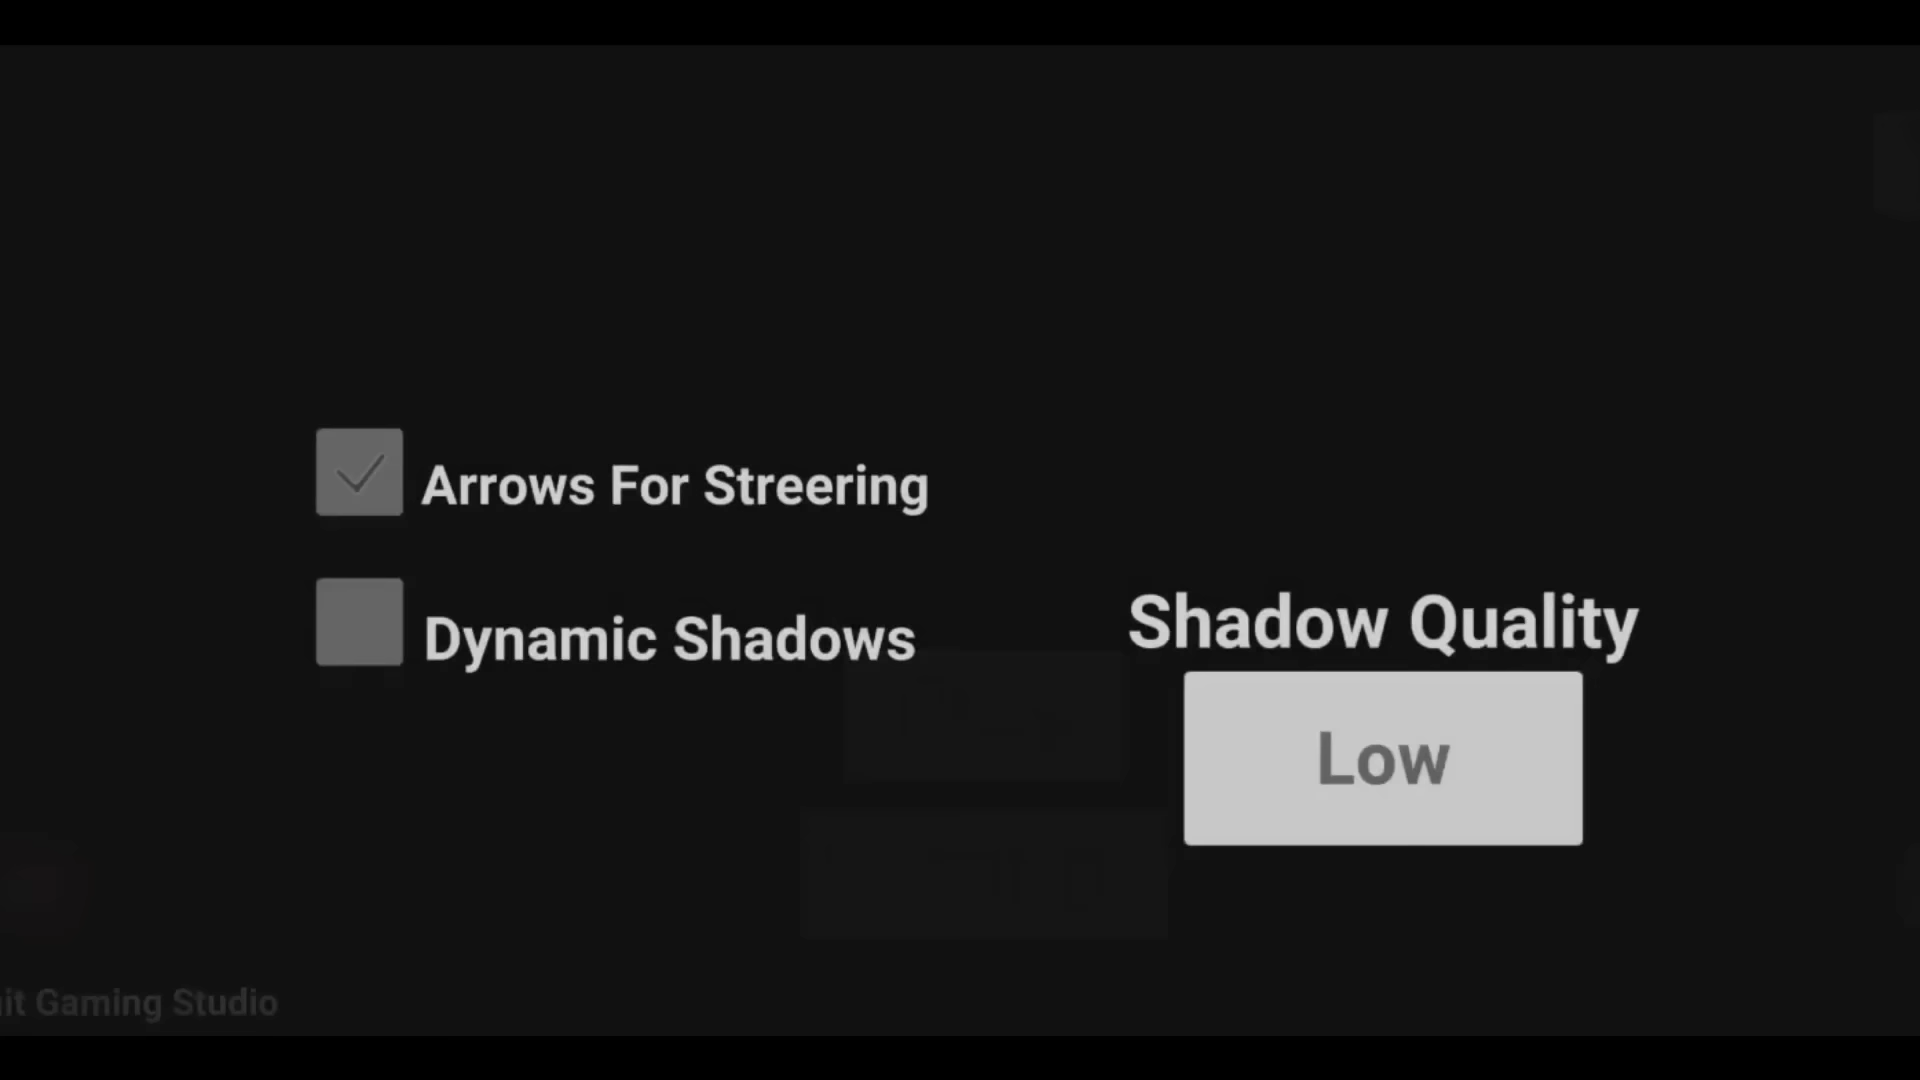 Arrows For Streering
Dynamic Shadows
Shadow Quality
Low
Gaming Studio